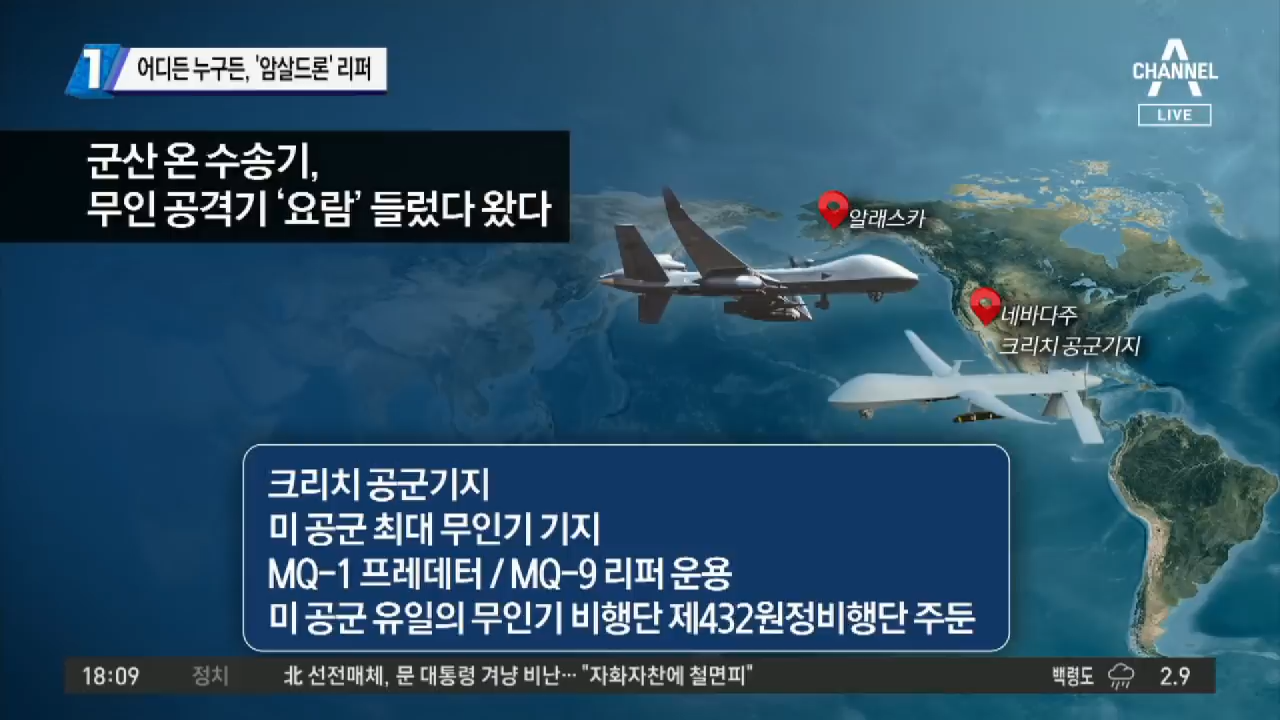 1 어디든 누구든, '암살드론' 리퍼
CHANNEL A
LIVE
군산 온 수송기,
무인 공격기 ‘요람’ 들렀다 왔다
알래스카
네바다주
크리치 공군기지
크리치 공군기지
미 공군 최대 무인기 기지
MQ-1 프레데터 / MQ-9 리퍼 운용
미 공군 유일의 무인기 비행단 제432원정비행단 주둔
18:09 정치 北 선전매체, 문 대통령 겨냥 비난… "자화자찬에 철면피" 백령도 2.9